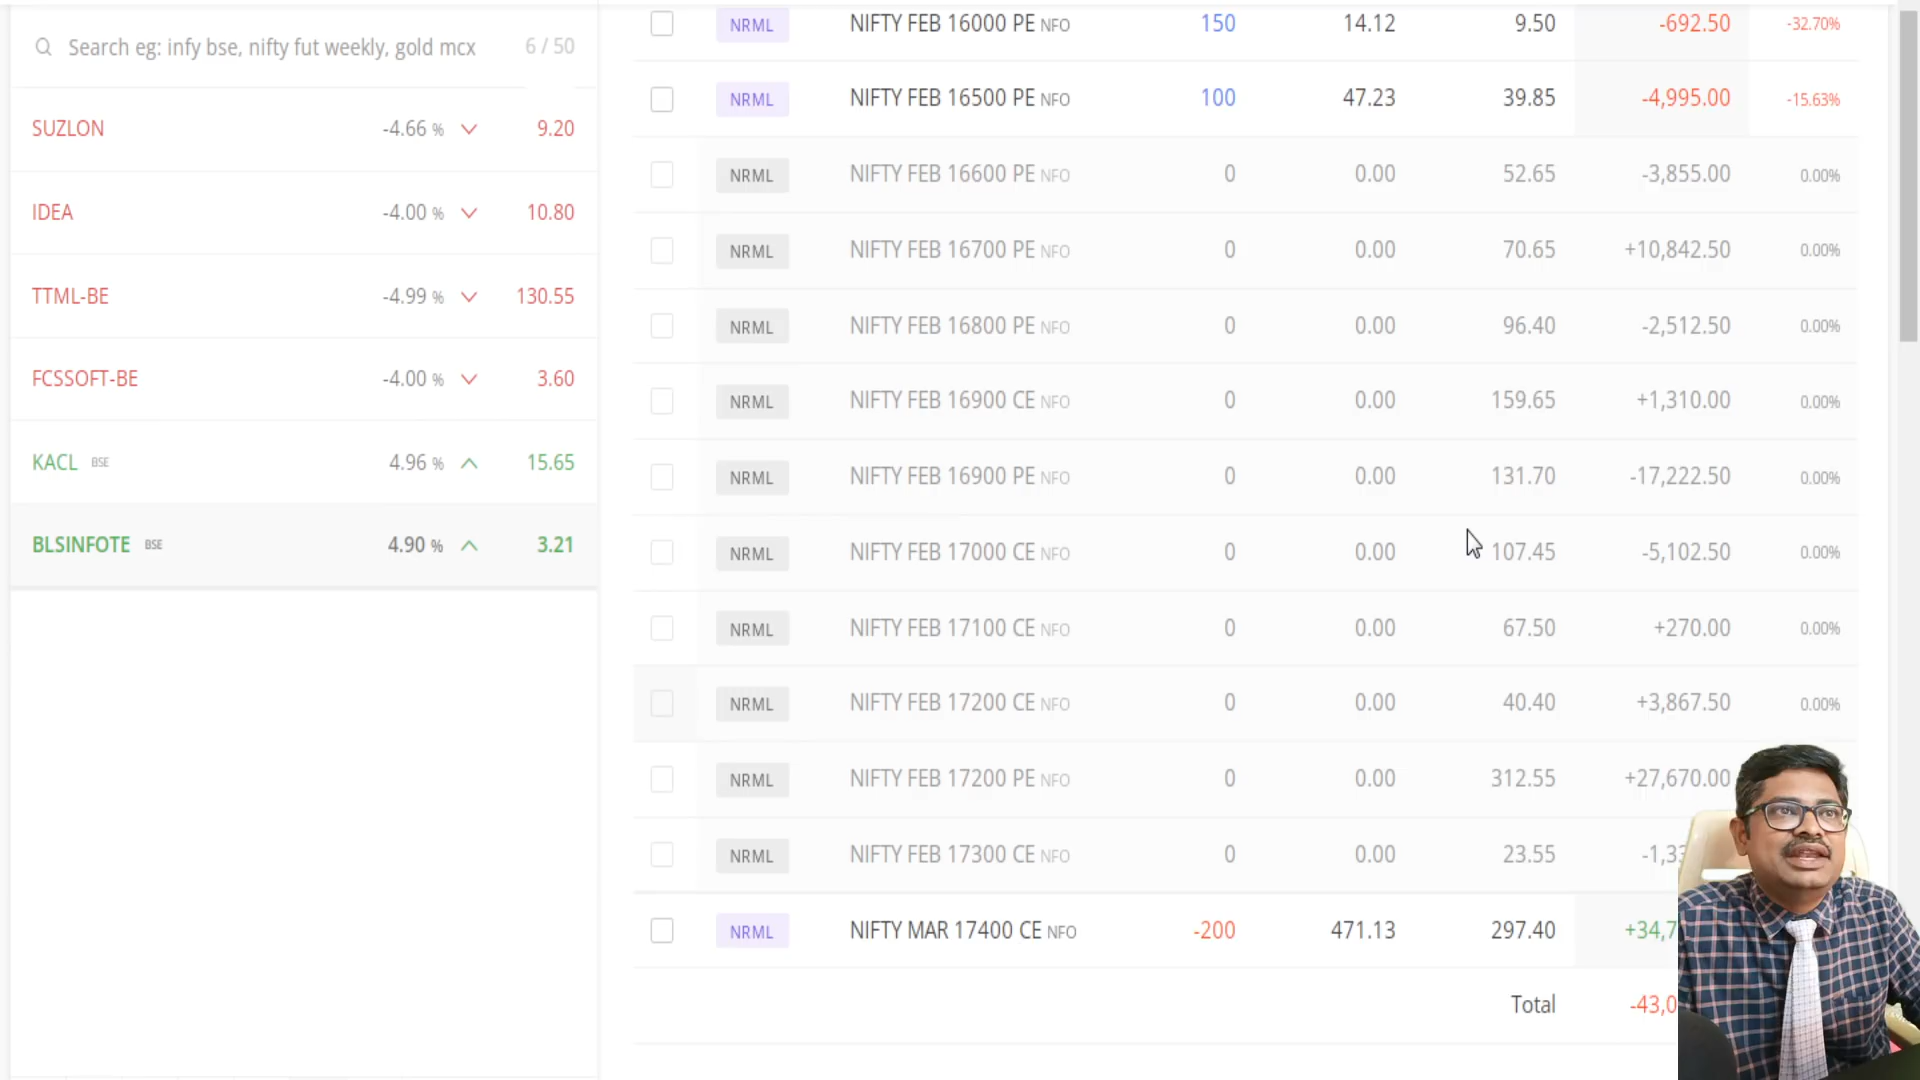 Search eg: infy bse, nifty fut weekly, gold mcx 6 / 50
SUZLON -4.66 % 9.20
IDEA -4.00 % 10.80
TTML-BE -4.99 % 130.55
FCSSOFT-BE -4.00 % 3.60
KACL BSE 4.96 % 15.65
BLSINFOTE BSE 4.90 % 3.21
NRML NIFTY FEB 16000 PE NFO 150 14.12 9.50 -692.50 -32.70%
NRML NIFTY FEB 16500 PE NFO 100 47.23 39.85 -4,995.00 -15.63%
NRML NIFTY FEB 16600 PE NFO 0 0.00 52.65 -3,855.00 0.00%
NRML NIFTY FEB 16700 PE NFO 0 0.00 70.65 +10,842.50 0.00%
NRML NIFTY FEB 16800 PE NFO 0 0.00 96.40 -2,512.50 0.00%
NRML NIFTY FEB 16900 CE NFO 0 0.00 159.65 +1,310.00 0.00%
NRML NIFTY FEB 16900 PE NFO 0 0.00 131.70 -17,222.50 0.00%
NRML NIFTY FEB 17000 CE NFO 0 0.00 107.45 -5,102.50 0.00%
NRML NIFTY FEB 17100 CE NFO 0 0.00 67.50 +270.00 0.00%
NRML NIFTY FEB 17200 CE NFO 0 0.00 40.40 +3,867.50 0.00%
NRML NIFTY FEB 17200 PE NFO 0 0.00 312.55 +27,670.00
NRML NIFTY FEB 17300 CE NFO 0 0.00 23.55 -1,33
NRML NIFTY MAR 17400 CE NFO -200 471.13 297.40 +34,7
Total -43,0